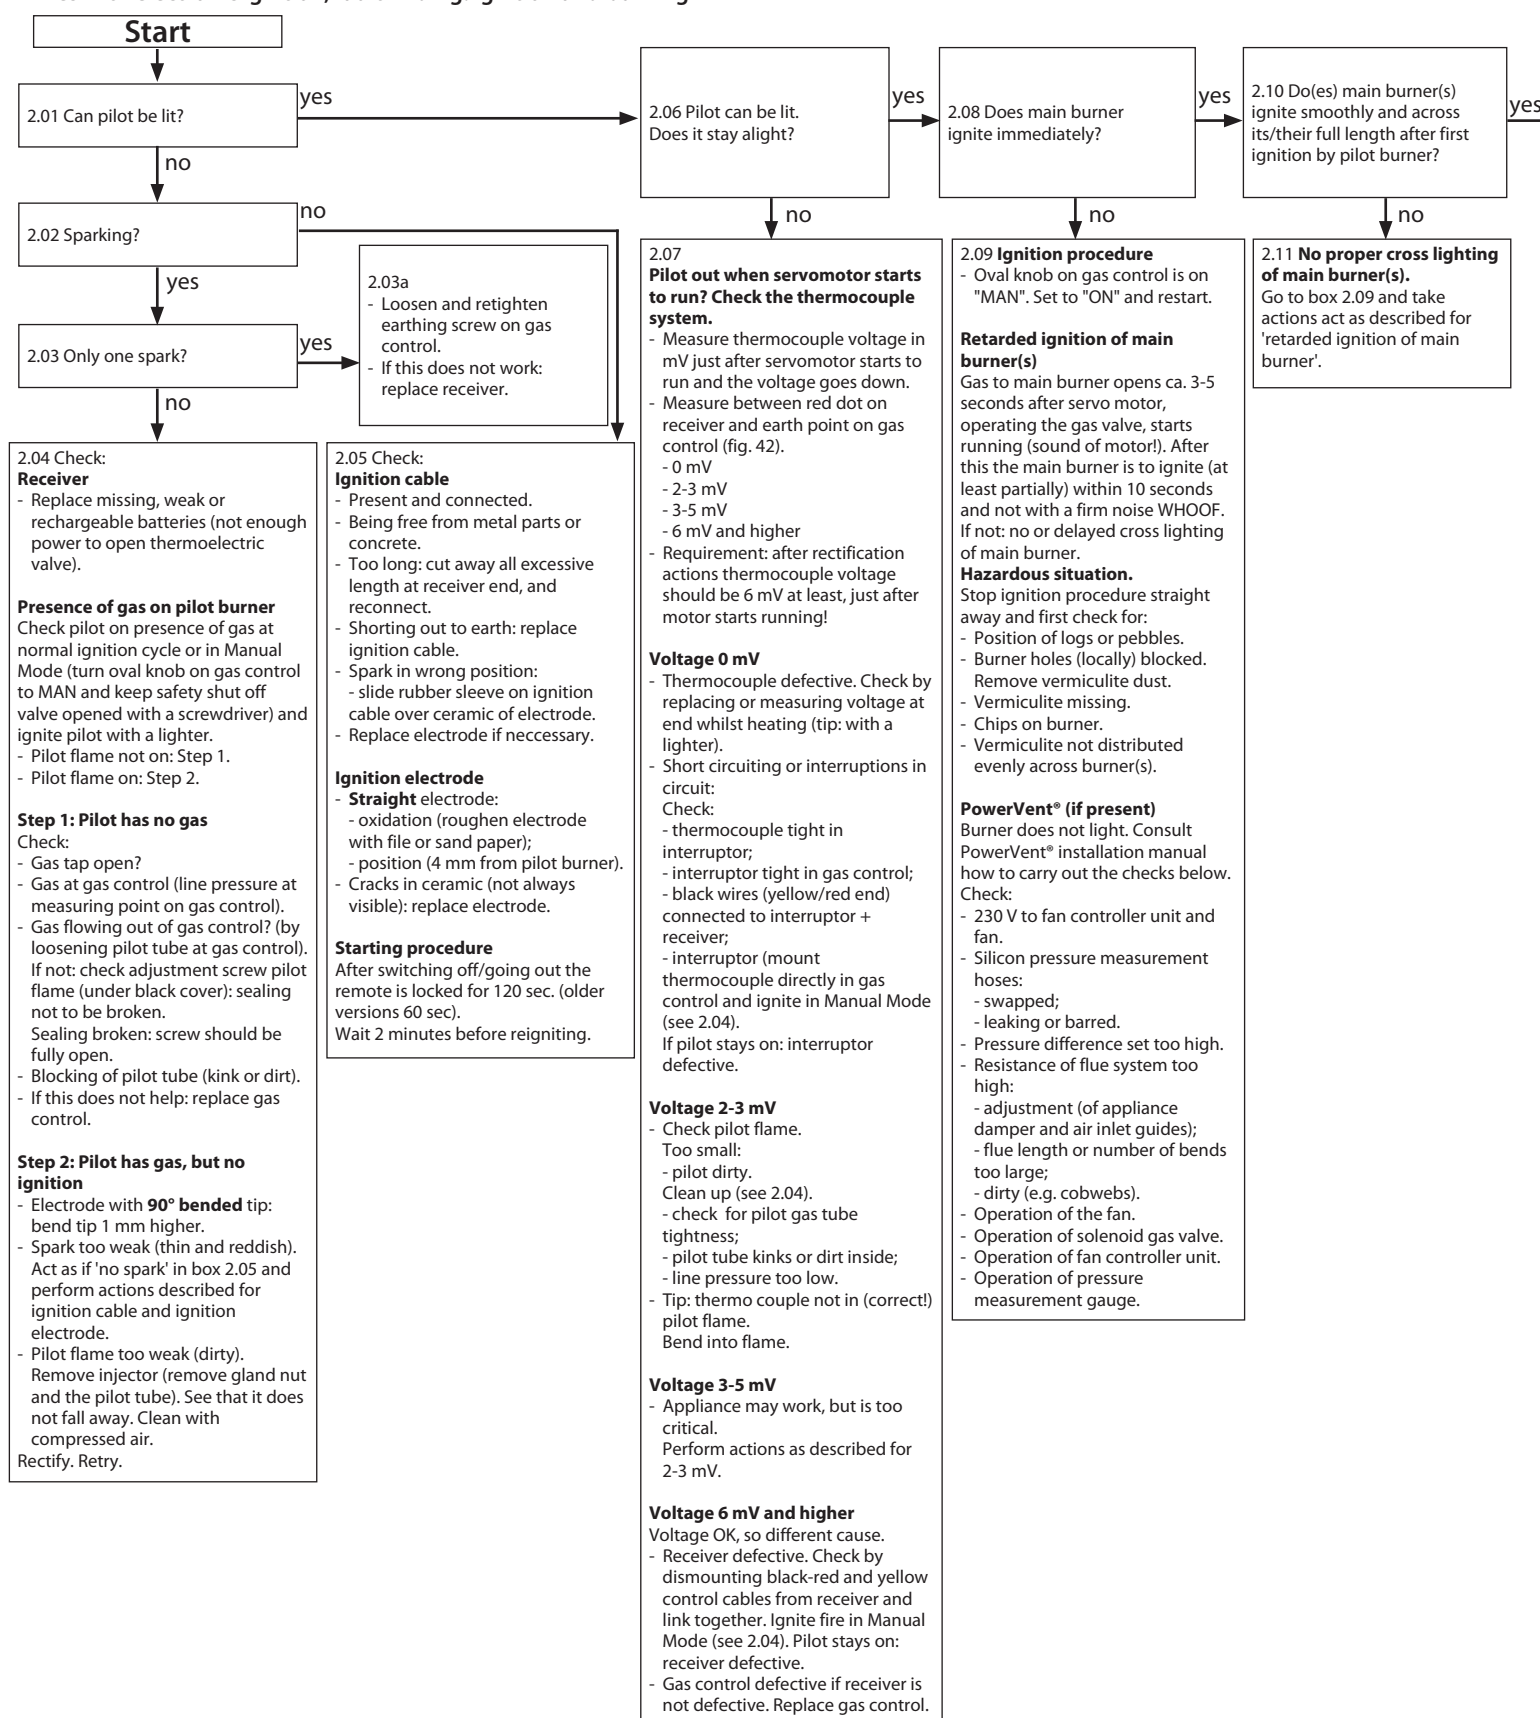 Start
2.01 Can pilot be lit?
yes
no
2.02 Sparking?
no
yes
2.03 Only one spark?
yes
no
2.03a
- Loosen and retighten
earthing screw on gas
control.
- If this does not work:
replace receiver.
2.04 Check:
Receiver
- Replace missing, weak or
rechargeable batteries (not enough
power to open thermoelectric
valve).
Presence of gas on pilot burner
Check pilot on presence of gas at
normal ignition cycle or in Manual
Mode (turn oval knob on gas control
to MAN and keep safety shut off
valve opened with a screwdriver) and
ignite pilot with a lighter.
- Pilot flame not on: Step 1.
- Pilot flame on: Step 2.
Step 1: Pilot has no gas
Check:
- Gas tap open?
- Gas at gas control (line pressure at
measuring point on gas control).
- Gas flowing out of gas control? (by
loosening pilot tube at gas control).
If not: check adjustment screw pilot
flame (under black cover): sealing
not to be broken.
Sealing broken: screw should be
fully open.
- Blocking of pilot tube (kink or dirt).
- If this does not help: replace gas
control.
Step 2: Pilot has gas, but no
ignition
- Electrode with 90° bended tip:
bend tip 1 mm higher.
- Spark too weak (thin and reddish).
Act as if 'no spark' in box 2.05 and
perform actions described for
ignition cable and ignition
electrode.
- Pilot flame too weak (dirty).
Remove injector (remove gland nut
and the pilot tube). See that it does
not fall away. Clean with
compressed air.
Rectify. Retry.
2.05 Check:
Ignition cable
- Present and connected.
- Being free from metal parts or
concrete.
- Too long: cut away all excessive
length at receiver end, and
reconnect.
- Shorting out to earth: replace
ignition cable.
- Spark in wrong position:
- slide rubber sleeve on ignition
cable over ceramic of electrode.
- Replace electrode if neccessary.
Ignition electrode
- Straight electrode:
- oxidation (roughen electrode
with file or sand paper);
- position (4 mm from pilot burner).
- Cracks in ceramic (not always
visible): replace electrode.
Starting procedure
After switching off/going out the
remote is locked for 120 sec. (older
versions 60 sec).
Wait 2 minutes before reigniting.
2.06 Pilot can be lit.
Does it stay alight?
yes
no
2.07
Pilot out when servomotor starts
to run? Check the thermocouple
system.
- Measure thermocouple voltage in
mV just after servomotor starts to
run and the voltage goes down.
- Measure between red dot on
receiver and earth point on gas
control (fig. 42).
- 0 mV
- 2-3 mV
- 3-5 mV
- 6 mV and higher
- Requirement: after rectification
actions thermocouple voltage
should be 6 mV at least, just after
motor starts running!
Voltage 0 mV
- Thermocouple defective. Check by
replacing or measuring voltage at
end whilst heating (tip: with a
lighter).
- Short circuiting or interruptions in
circuit:
Check:
- thermocouple tight in
interruptor;
- interruptor tight in gas control;
- black wires (yellow/red end)
connected to interruptor +
receiver;
- interruptor (mount
thermocouple directly in gas
control and ignite in Manual Mode
(see 2.04).
If pilot stays on: interruptor
defective.
Voltage 2-3 mV
- Check pilot flame.
Too small:
- pilot dirty.
Clean up (see 2.04).
- check for pilot gas tube
tightness;
- pilot tube kinks or dirt inside;
- line pressure too low.
- Tip: thermo couple not in (correct!)
pilot flame.
Bend into flame.
Voltage 3-5 mV
- Appliance may work, but is too
critical.
Perform actions as described for
2-3 mV.
Voltage 6 mV and higher
Voltage OK, so different cause.
- Receiver defective. Check by
dismounting black-red and yellow
control cables from receiver and
link together. Ignite fire in Manual
Mode (see 2.04). Pilot stays on:
receiver defective.
- Gas control defective if receiver is
not defective. Replace gas control.
2.08 Does main burner
ignite immediately?
yes
no
2.09 Ignition procedure
- Oval knob on gas control is on
"MAN". Set to "ON" and restart.
Retarded ignition of main
burner(s)
Gas to main burner opens ca. 3-5
seconds after servo motor,
operating the gas valve, starts
running (sound of motor!). After
this the main burner is to ignite (at
least partially) within 10 seconds
and not with a firm noise WHOOF.
If not: no or delayed cross lighting
of main burner.
Hazardous situation.
Stop ignition procedure straight
away and first check for:
- Position of logs or pebbles.
- Burner holes (locally) blocked.
Remove vermiculite dust.
- Vermiculite missing.
- Chips on burner.
- Vermiculite not distributed
evenly across burner(s).
PowerVent® (if present)
Burner does not light. Consult
PowerVent® installation manual
how to carry out the checks below.
Check:
- 230 V to fan controller unit and
fan.
- Silicon pressure measurement
hoses:
- swapped;
- leaking or barred.
- Pressure difference set too high.
- Resistance of flue system too
high:
- adjustment (of appliance
damper and air inlet guides);
- flue length or number of bends
too large;
- dirty (e.g. cobwebs).
- Operation of the fan.
- Operation of solenoid gas valve.
- Operation of fan controller unit.
- Operation of pressure
measurement gauge.
2.10 Do(es) main burner(s)
ignite smoothly and across
its/their full length after first
ignition by pilot burner?
yes
no
2.11 No proper cross lighting
of main burner(s).
Go to box 2.09 and take
actions act as described for
'retarded ignition of main
burner'.